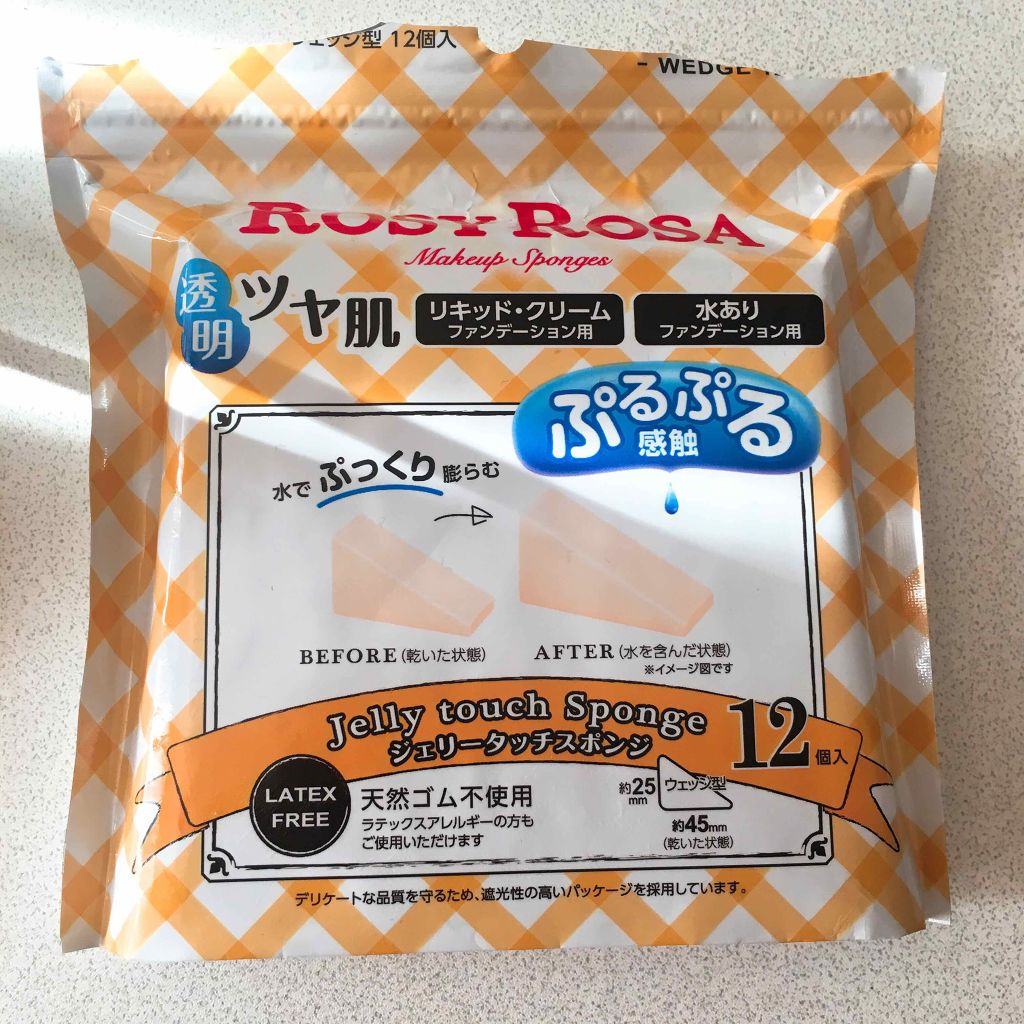 ウェッジ型 12個入
- WEDGE
ROSY ROSA
Makeup Sponges
透明
ツヤ肌
リキッド・クリーム
ファンデーション用
水あり
ファンデーション用
ぷるぷる
感触
水で ぷっくり 膨らむ
BEFORE (乾いた状態)
AFTER (水を含んだ状態)
※イメージ図です
Jelly touch Sponge
ジェリータッチスポンジ
12個入
LATEX
FREE
天然ゴム不使用
ラテックスアレルギーの方も
ご使用いただけます
約25mm
ウェッジ型
約45mm
(乾いた状態)
デリケートな品質を守るため、遮光性の高いパッケージを採用しています。